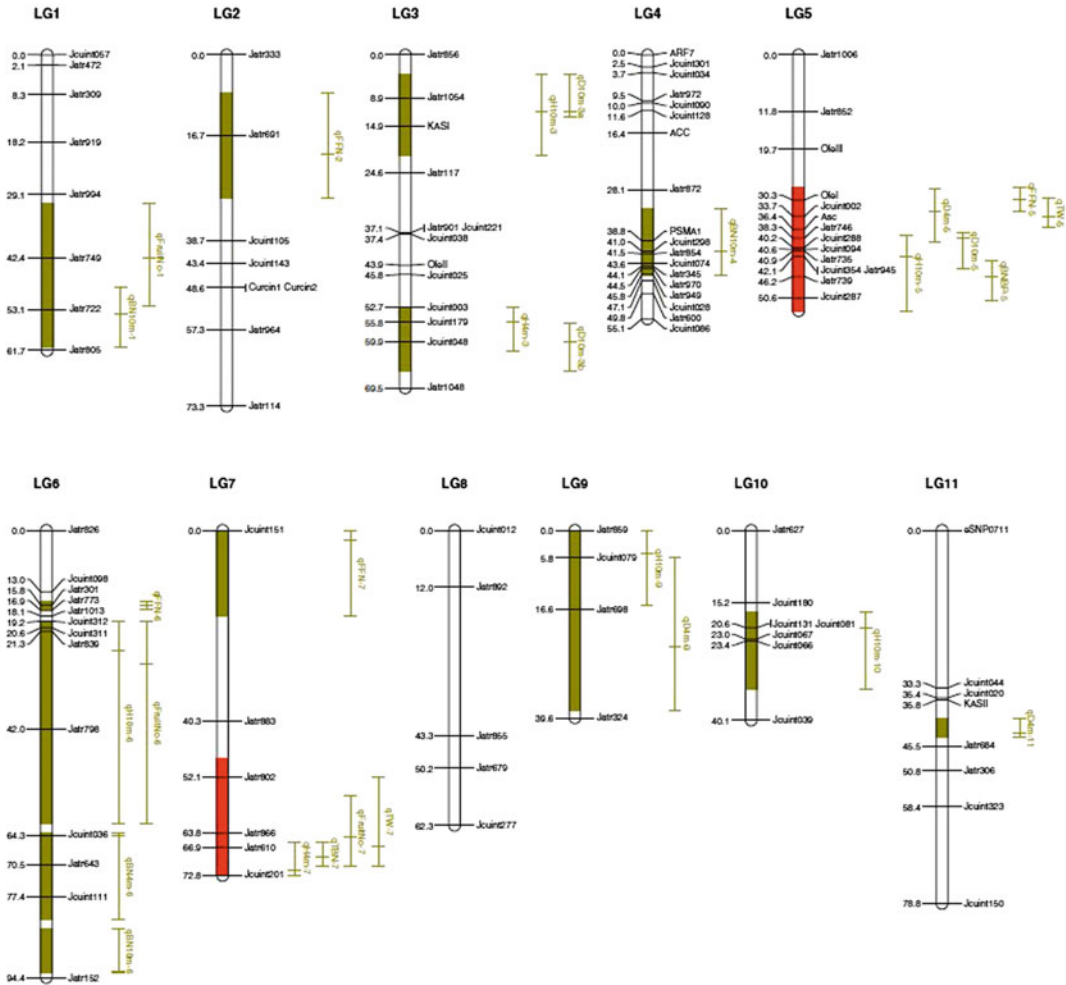 LG1 LG2 LG3 LG4 LG5
0.0 Jcuint057
2.1 Jatr472
8.3 Jatr309
18.2 Jatr919
29.1 Jatr994
42.4 Jatr749
53.1 Jatr722
61.7 Jatr805
qFruitNo-1
qBN10m-1
0.0 Jatr333
16.7 Jatr691
38.7 Jcuint105
43.4 Jcuint143
48.6 Curcin1 Curcin2
57.3 Jatr964
73.3 Jatr114
qFFN-2
0.0 Jatr856
8.9 Jatr1054
14.9 KASI
24.6 Jatr117
37.1 Jatr901 Jcuint221
37.4 Jcuint038
43.9 OleII
45.8 Jcuint025
52.7 Jcuint003
55.8 Jcuint179
59.9 Jcuint048
69.5 Jatr1048
qH10m-3
qD10m-3a
qH4m-3
qD10m-3b
0.0 ARF7
2.5 Jcuint301
3.7 Jcuint034
9.5 Jatr972
10.0 Jcuint090
11.6 Jcuint128
16.4 ACC
28.1 Jatr872
38.8 PSMA1
41.0 Jcuint298
41.5 Jatr854
43.6 Jcuint074
44.1 Jatr345
44.5 Jatr970
45.8 Jatr949
47.1 Jcuint028
49.8 Jatr600
55.1 Jcuint086
qBN10m-4
0.0 Jatr1006
11.8 Jatr852
19.7 OleIII
30.3 OleI
33.7 Jcuint002
36.4 Asc
38.3 Jatr746
40.2 Jcuint288
40.6 Jcuint094
40.9 Jatr735
42.1 Jcuint354 Jatr945
46.2 Jatr739
50.6 Jcuint287
qH10m-5
qD4m-5
qD10m-5
qFFN-5
qTW-5
LG6 LG7 LG8 LG9 LG10 LG11
0.0 Jatr826
13.0 Jcuint098
15.8 Jatr301
16.9 Jatr773
18.1 Jatr1013
19.2 Jcuint312
20.6 Jcuint311
21.3 Jatr839
42.0 Jatr798
64.3 Jcuint036
70.5 Jatr643
77.4 Jcuint111
94.4 Jatr152
qFFN-6
qH10m-6
qFruitNo-6
qBN4m-6
qBN10m-6
0.0 Jcuint151
40.3 Jatr883
52.1 Jatr802
63.8 Jatr866
66.9 Jatr610
72.8 Jcuint201
qFFN-7
qH4m-7
qTBN-7
qFruitNo-7
qTW-7
0.0 Jcuint012
12.0 Jatr892
43.3 Jatr855
50.2 Jatr679
62.3 Jcuint277
0.0 Jatr859
5.8 Jcuint079
16.6 Jatr698
39.6 Jatr324
qH10m-9
qD4m-9
0.0 Jatr627
15.2 Jcuint180
20.6 Jcuint131 Jcuint081
23.0 Jcuint067
23.4 Jcuint066
40.1 Jcuint039
qH10m-10
0.0 eSNP0711
33.3 Jcuint044
35.4 Jcuint020
35.8 KASII
45.5 Jatr684
50.8 Jatr306
58.4 Jcuint323
78.8 Jcuint150
qD4m-11